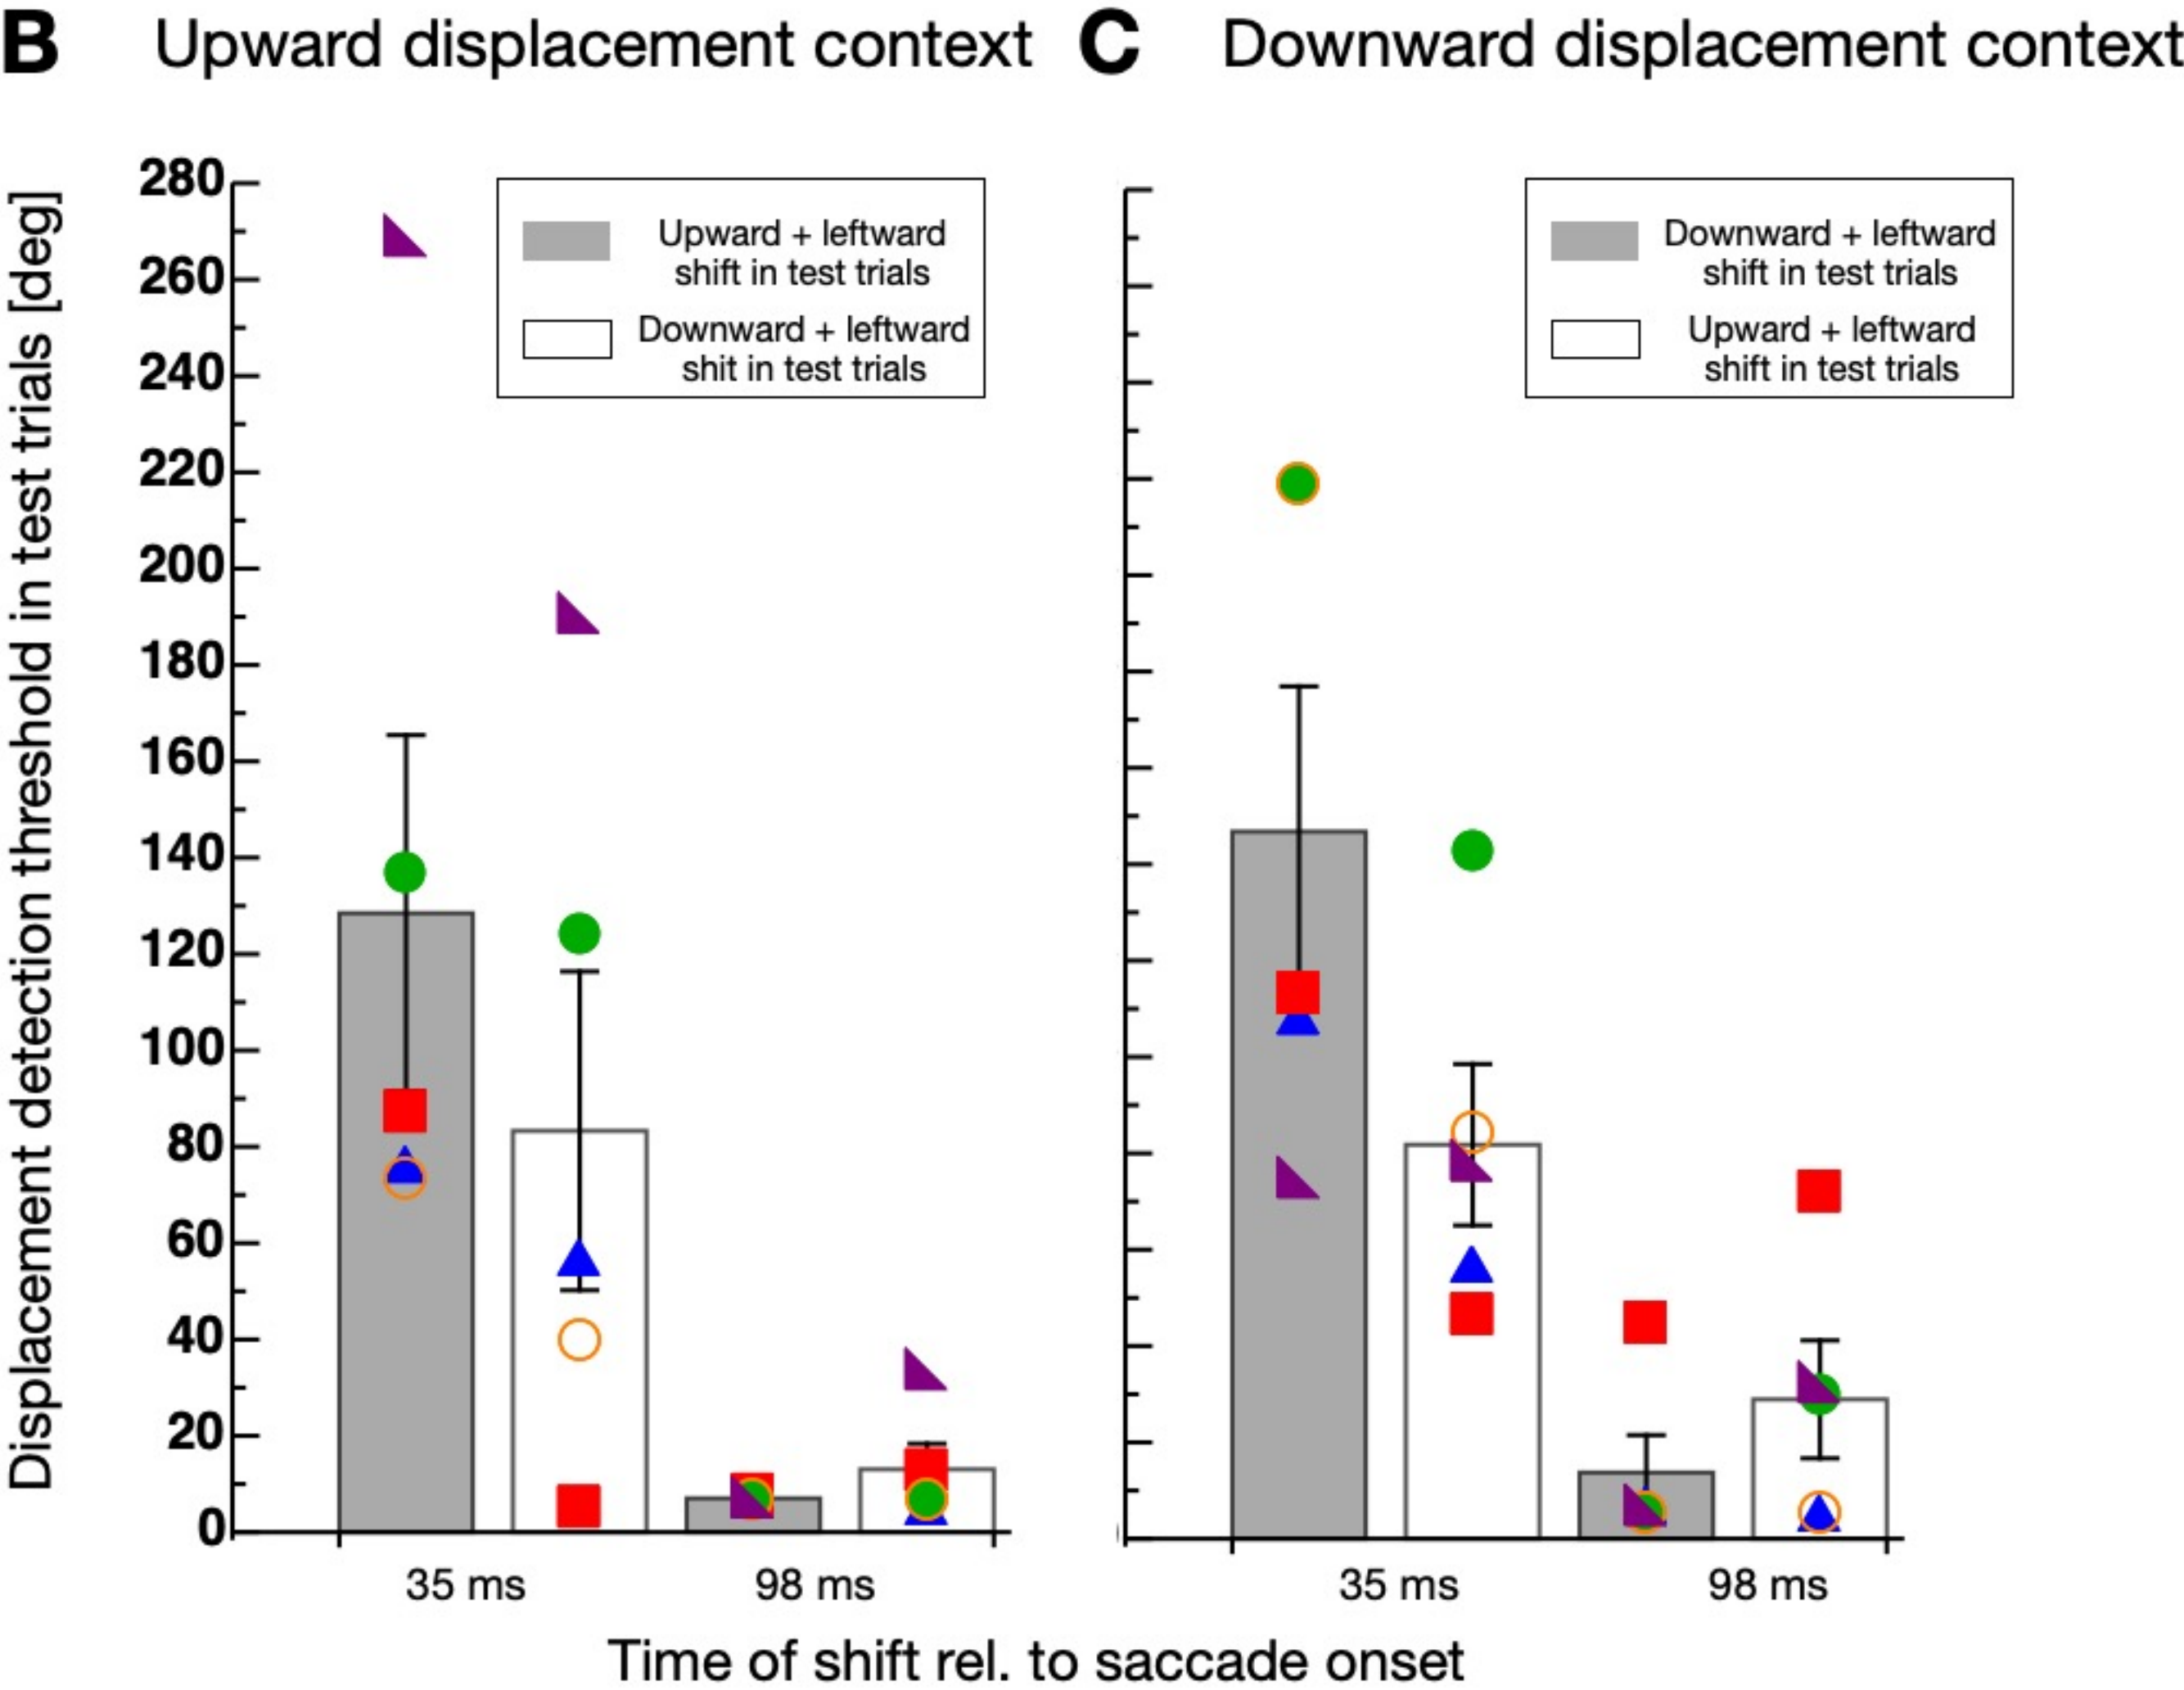 B Upward displacement context
C Downward displacement context
Displacement detection threshold in test trials [deg]
280
260
240
220
200
180
160
140
120
100
80
60
40
20
0
Upward + leftward
shift in test trials
Downward + leftward
shit in test trials
Downward + leftward
shift in test trials
Upward + leftward
shift in test trials
35 ms
98 ms
35 ms
98 ms
Time of shift rel. to saccade onset